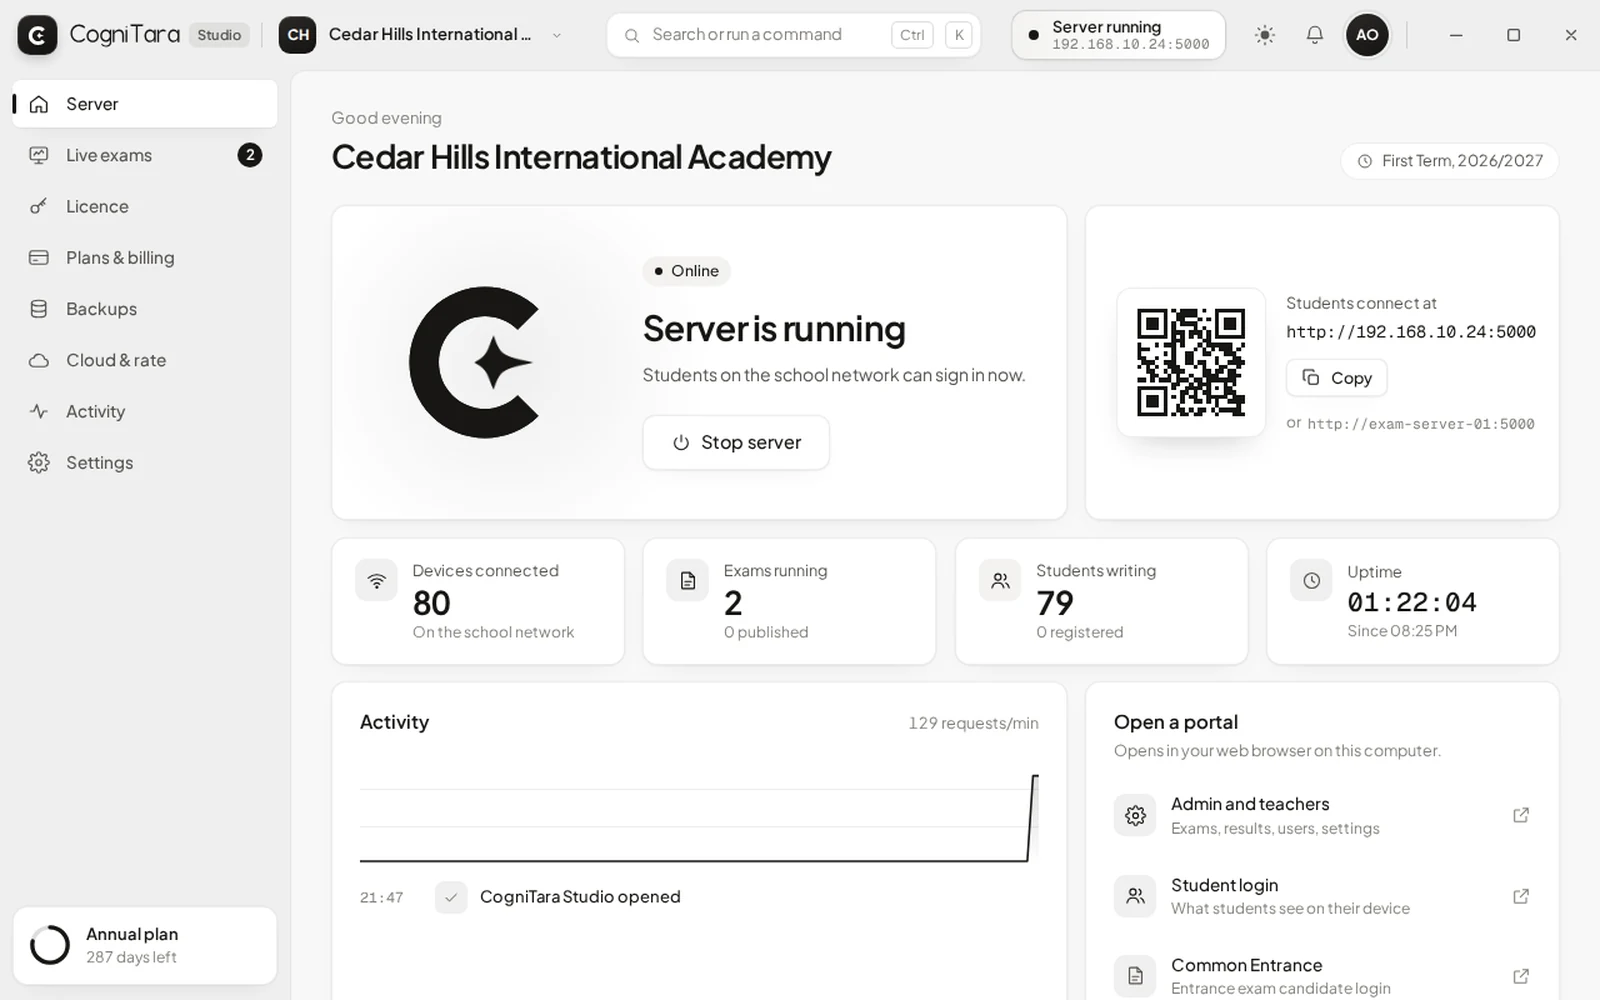 CogniTara Studio
CH Cedar Hills International ...
Search or run a command Ctrl K
Server running
192.168.10.24:5000
AO
Server
Live exams 2
Licence
Plans & billing
Backups
Cloud & rate
Activity
Settings
Annual plan
287 days left
Good evening
Cedar Hills International Academy
First Term, 2026/2027
Online
Server is running
Students on the school network can sign in now.
Stop server
Students connect at
http://192.168.10.24:5000
Copy
or http://exam-server-01:5000
Devices connected
80
On the school network
Exams running
2
0 published
Students writing
79
0 registered
Uptime
01:22:04
Since 08:25 PM
Activity
129 requests/min
21:47 CogniTara Studio opened
Open a portal
Opens in your web browser on this computer.
Admin and teachers
Exams, results, users, settings
Student login
What students see on their device
Common Entrance
Entrance exam candidate login